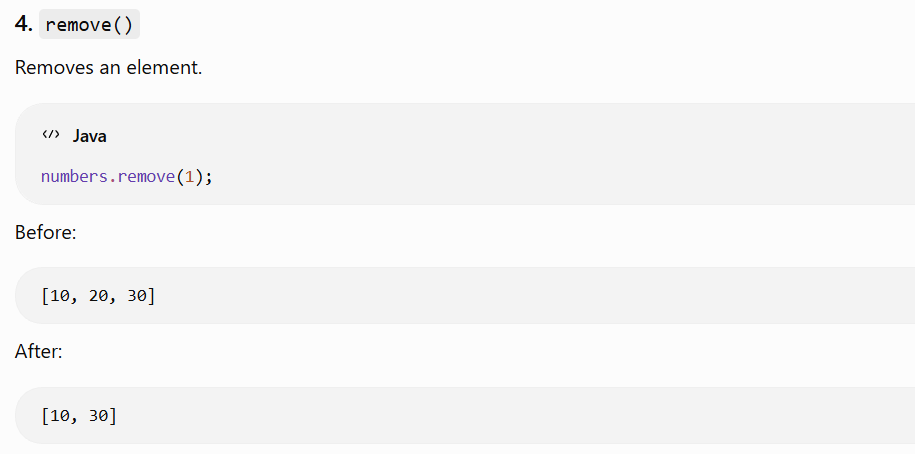 4. remove()
Removes an element.
</> Java
numbers.remove(1);
Before:
[10, 20, 30]
After:
[10, 30]